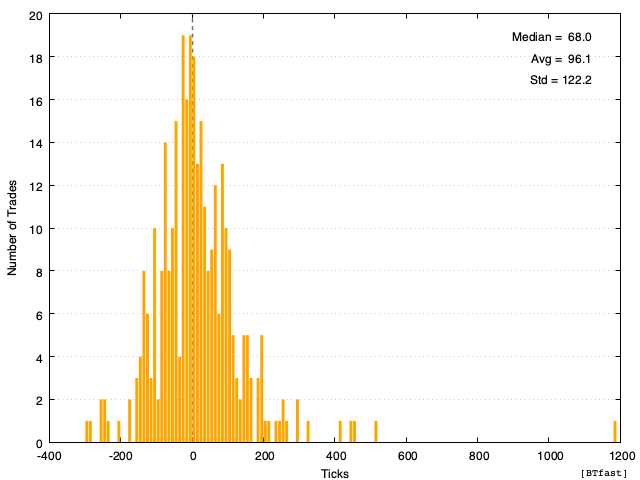 20
18
16
14
12
10
8
6
4
2
0
Number of Trades
Median = 68.0
Avg = 96.1
Std = 122.2
-400 -200 0 200 400 600 800 1000 1200
Ticks
[BTfast]